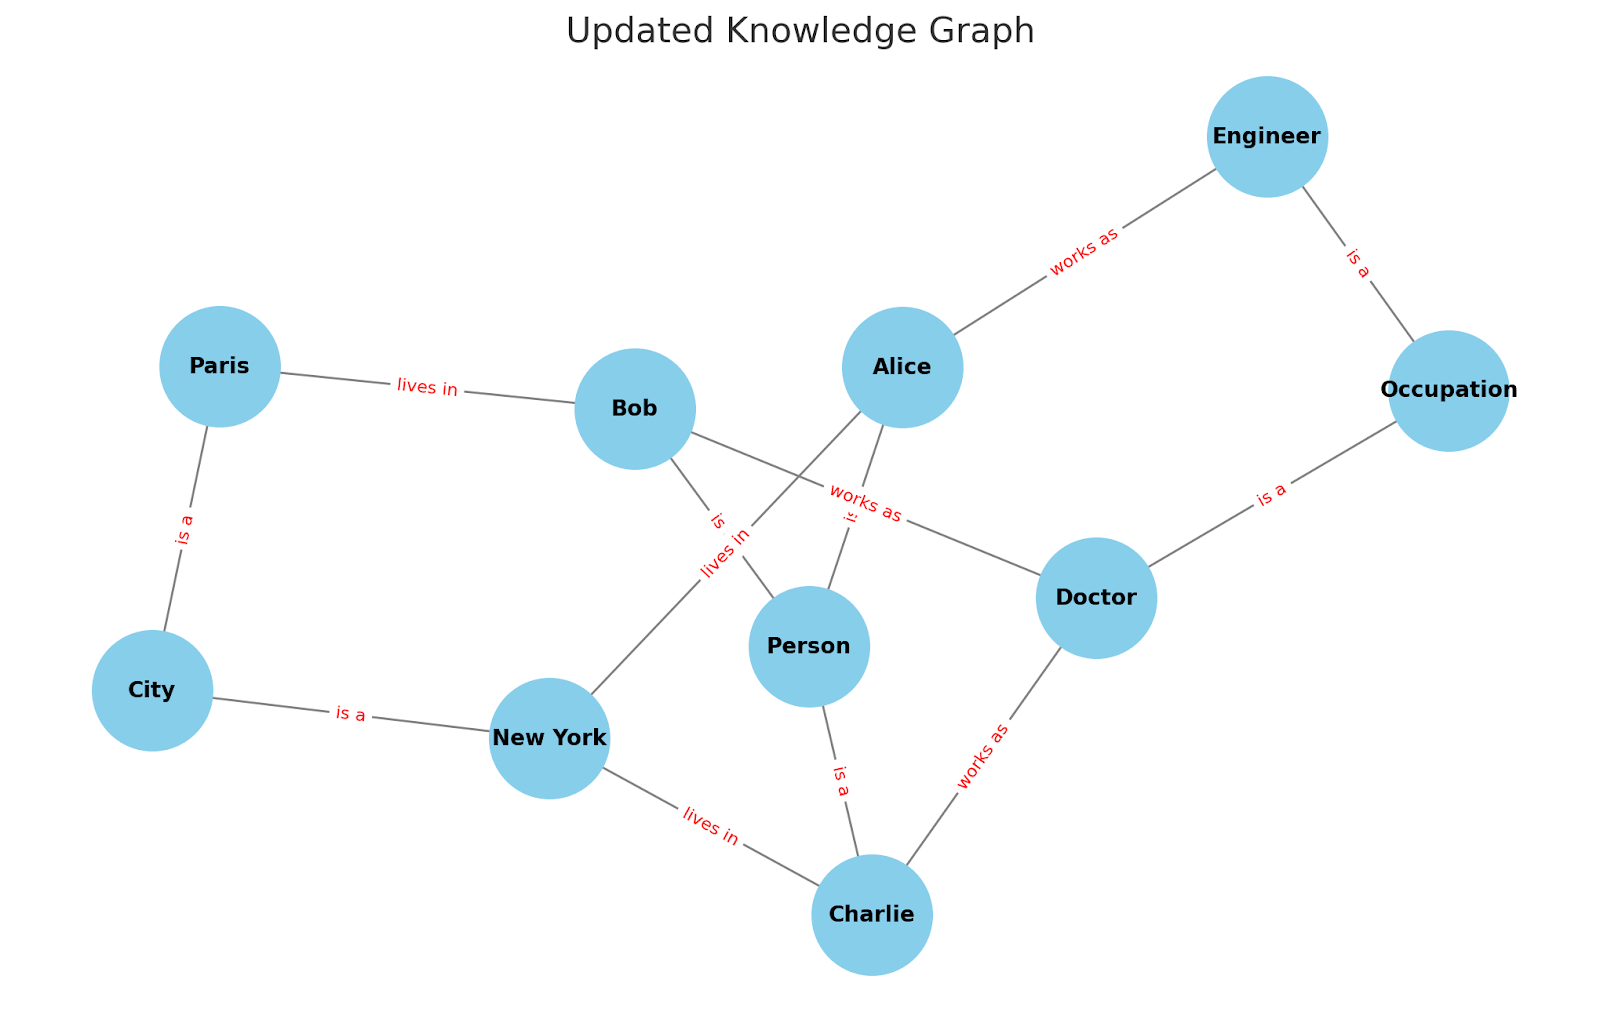 Updated Knowledge Graph
Engineer
works as
is a
Paris
lives in
Bob
Alice
Occupation
works as
is a
is a
is
lives in
Doctor
Person
City
is a
New York
is a
works as
lives in
Charlie